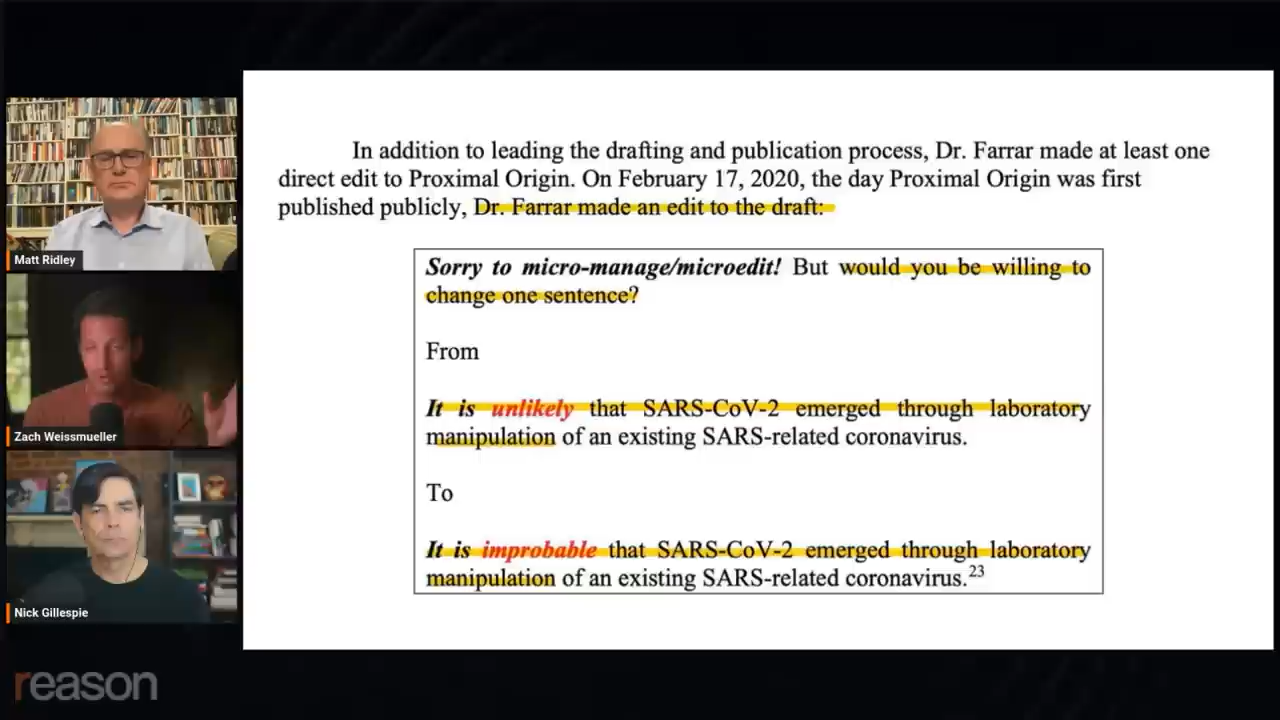 Matt Ridley
Zach Weissmueller
Nick Gillespie
In addition to leading the drafting and publication process, Dr. Farrar made at least one
direct edit to Proximal Origin. On February 17, 2020, the day Proximal Origin was first
published publicly, Dr. Farrar made an edit to the draft:
Sorry to micro-manage/microedit! But would you be willing to
change one sentence?
From
It is unlikely that SARS-CoV-2 emerged through laboratory
manipulation of an existing SARS-related coronavirus.
To
It is improbable that SARS-CoV-2 emerged through laboratory
manipulation of an existing SARS-related coronavirus.23
reason